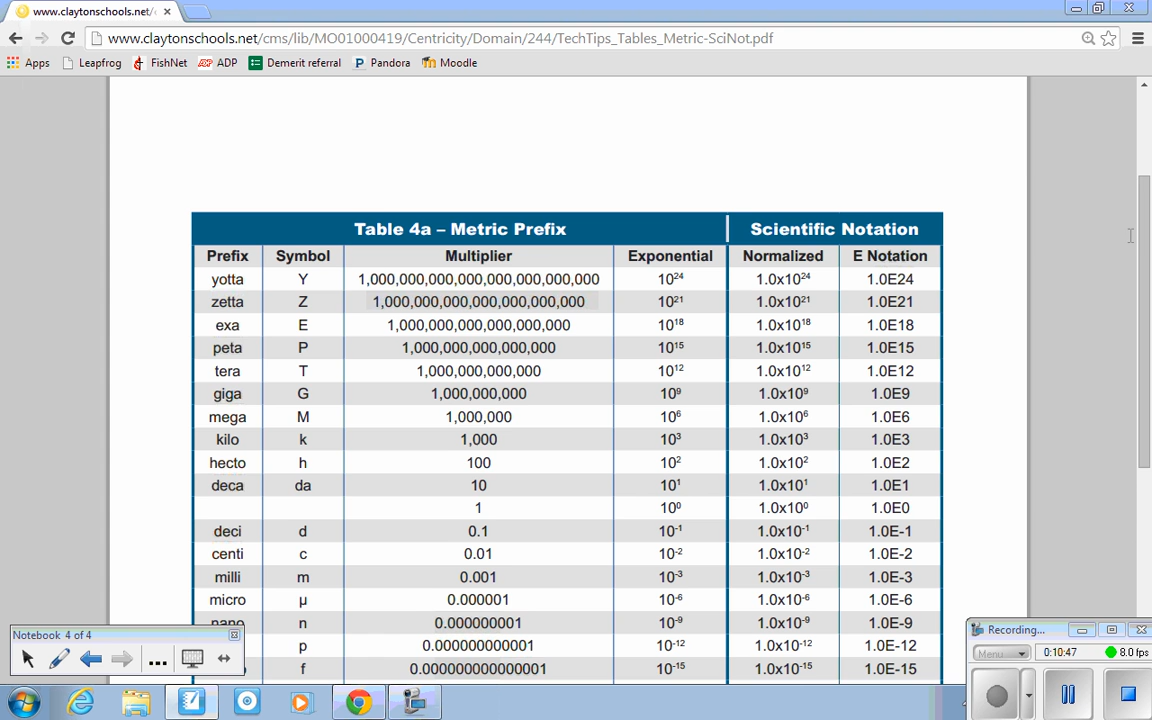 www.claytonschools.net/
www.claytonschools.net/cms/lib/MO01000419/Centricity/Domain/244/TechTips_Tables_Metric-SciNot.pdf
Apps Leapfrog FishNet ADP Demerit referral Pandora Moodle
Table 4a – Metric Prefix Scientific Notation
Prefix Symbol Multiplier Exponential Normalized E Notation
yotta Y 1,000,000,000,000,000,000,000,000 10²⁴ 1.0x10²⁴ 1.0E24
zetta Z 1,000,000,000,000,000,000,000 10²¹ 1.0x10²¹ 1.0E21
exa E 1,000,000,000,000,000,000 10¹⁸ 1.0x10¹⁸ 1.0E18
peta P 1,000,000,000,000,000 10¹⁵ 1.0x10¹⁵ 1.0E15
tera T 1,000,000,000,000 10¹² 1.0x10¹² 1.0E12
giga G 1,000,000,000 10⁹ 1.0x10⁹ 1.0E9
mega M 1,000,000 10⁶ 1.0x10⁶ 1.0E6
kilo k 1,000 10³ 1.0x10³ 1.0E3
hecto h 100 10² 1.0x10² 1.0E2
deca da 10 10¹ 1.0x10¹ 1.0E1
1 10⁰ 1.0x10⁰ 1.0E0
deci d 0.1 10⁻¹ 1.0x10⁻¹ 1.0E-1
centi c 0.01 10⁻² 1.0x10⁻² 1.0E-2
milli m 0.001 10⁻³ 1.0x10⁻³ 1.0E-3
micro µ 0.000001 10⁻⁶ 1.0x10⁻⁶ 1.0E-6
nano n 0.000000001 10⁻⁹ 1.0x10⁻⁹ 1.0E-9
p 0.000000000001 10⁻¹² 1.0x10⁻¹² 1.0E-12
f 0.000000000000001 10⁻¹⁵ 1.0x10⁻¹⁵ 1.0E-15
Notebook 4 of 4
Recording...
Menu 0:10:47 8.0 fps